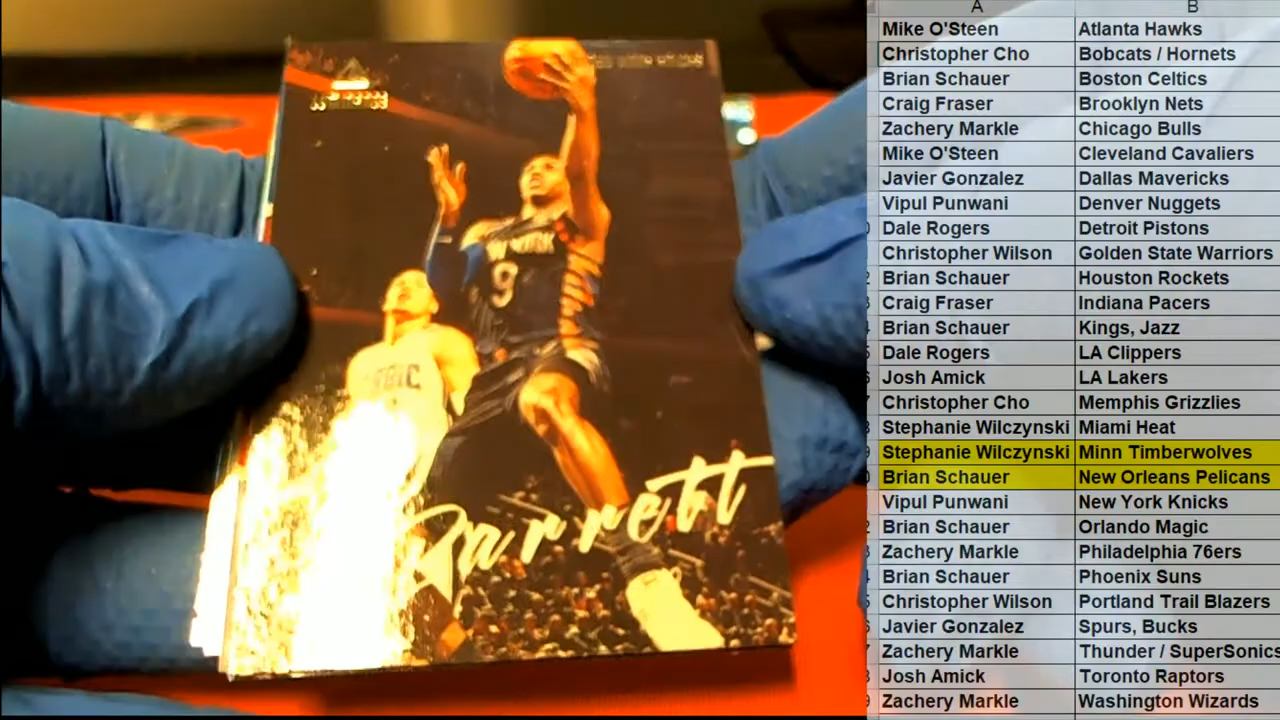 W YORK
9
Barrett
A B
Mike O'Steen Atlanta Hawks
Christopher Cho Bobcats / Hornets
Brian Schauer Boston Celtics
Craig Fraser Brooklyn Nets
Zachery Markle Chicago Bulls
Mike O'Steen Cleveland Cavaliers
Javier Gonzalez Dallas Mavericks
Vipul Punwani Denver Nuggets
Dale Rogers Detroit Pistons
Christopher Wilson Golden State Warriors
Brian Schauer Houston Rockets
Craig Fraser Indiana Pacers
Brian Schauer Kings, Jazz
Dale Rogers LA Clippers
Josh Amick LA Lakers
Christopher Cho Memphis Grizzlies
Stephanie Wilczynski Miami Heat
Stephanie Wilczynski Minn Timberwolves
Brian Schauer New Orleans Pelicans
Vipul Punwani New York Knicks
Brian Schauer Orlando Magic
Zachery Markle Philadelphia 76ers
Brian Schauer Phoenix Suns
Christopher Wilson Portland Trail Blazers
Javier Gonzalez Spurs, Bucks
Zachery Markle Thunder / SuperSonics
Josh Amick Toronto Raptors
Zachery Markle Washington Wizards